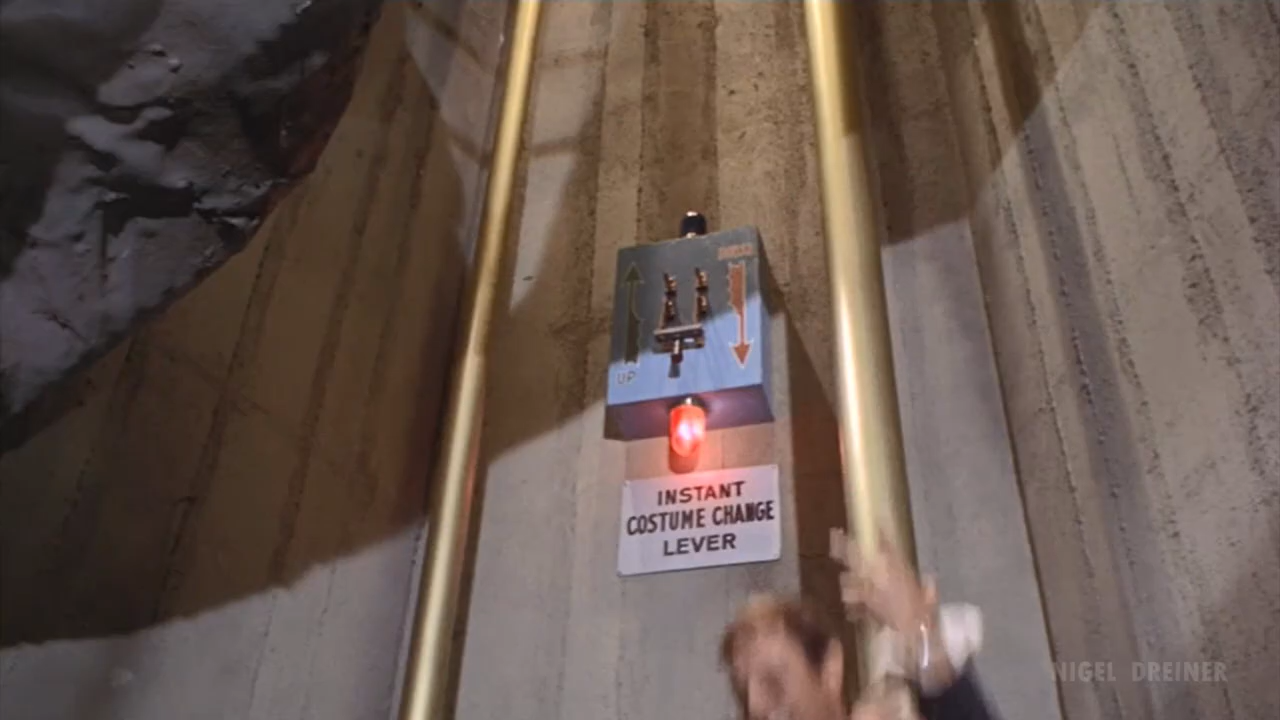 UP
INSTANT
COSTUME CHANGE
LEVER
NIGEL DREINER